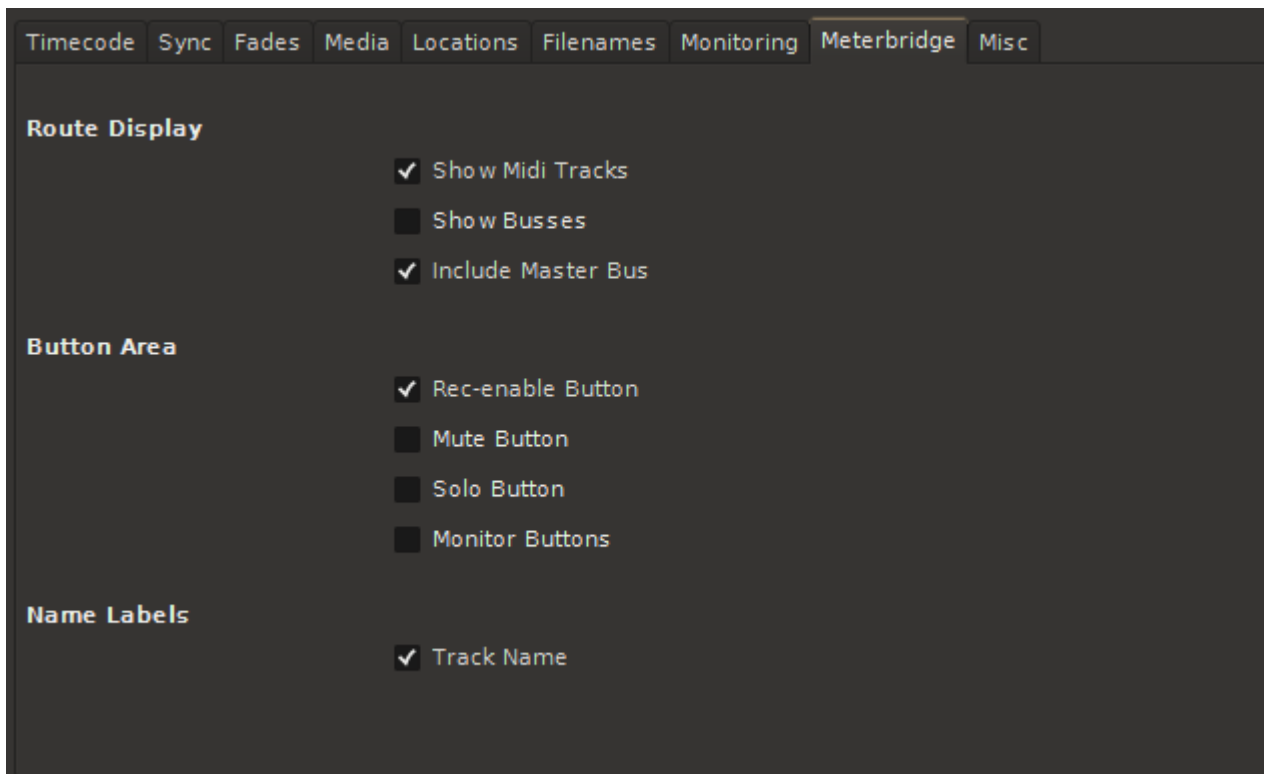 Timecode Sync Fades Media Locations Filenames Monitoring Meterbridge Misc
Route Display
Show Midi Tracks
Show Busses
Include Master Bus
Button Area
Rec-enable Button
Mute Button
Solo Button
Monitor Buttons
Name Labels
Track Name